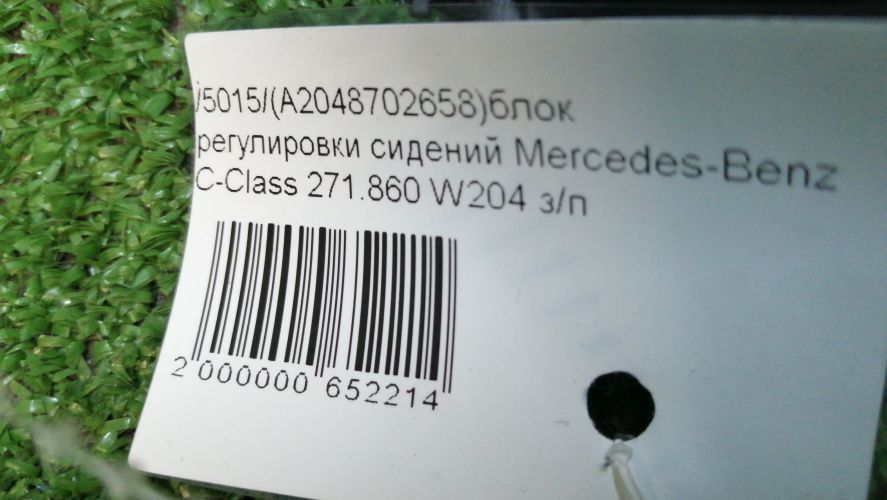 /5015/(A2048702658)блок
регулировки сидений Mercedes-Benz
C-Class 271.860 W204 з/п
2 000000 652214